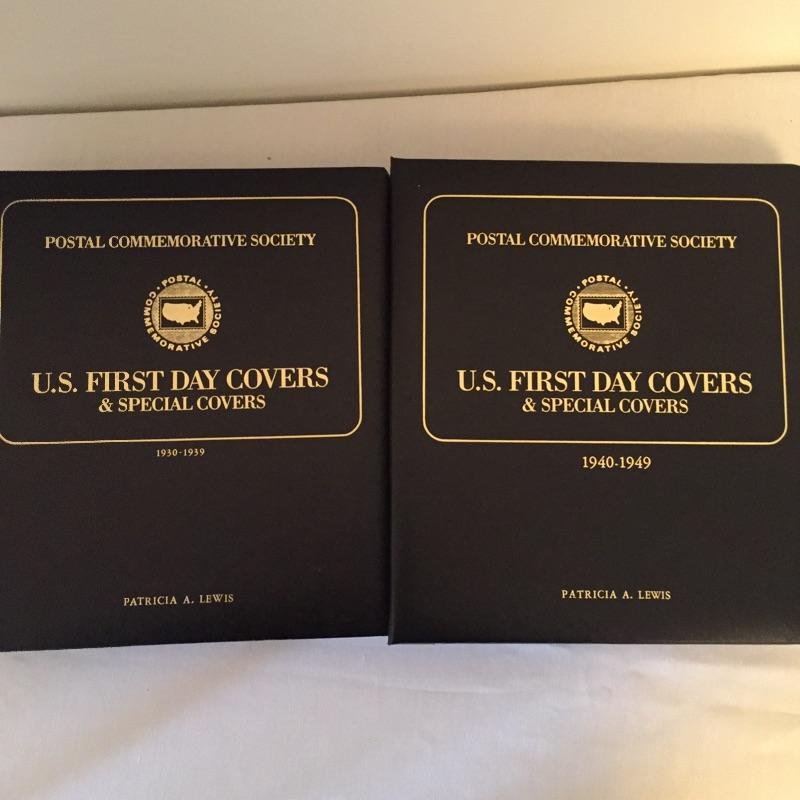 POSTAL COMMEMORATIVE SOCIETY
· POSTAL ·
COMMEMORATIVE SOCIETY
U.S. FIRST DAY COVERS
& SPECIAL COVERS
1930-1939
PATRICIA A. LEWIS
POSTAL COMMEMORATIVE SOCIETY
· POSTAL ·
COMMEMORATIVE SOCIETY
U.S. FIRST DAY COVERS
& SPECIAL COVERS
1940-1949
PATRICIA A. LEWIS